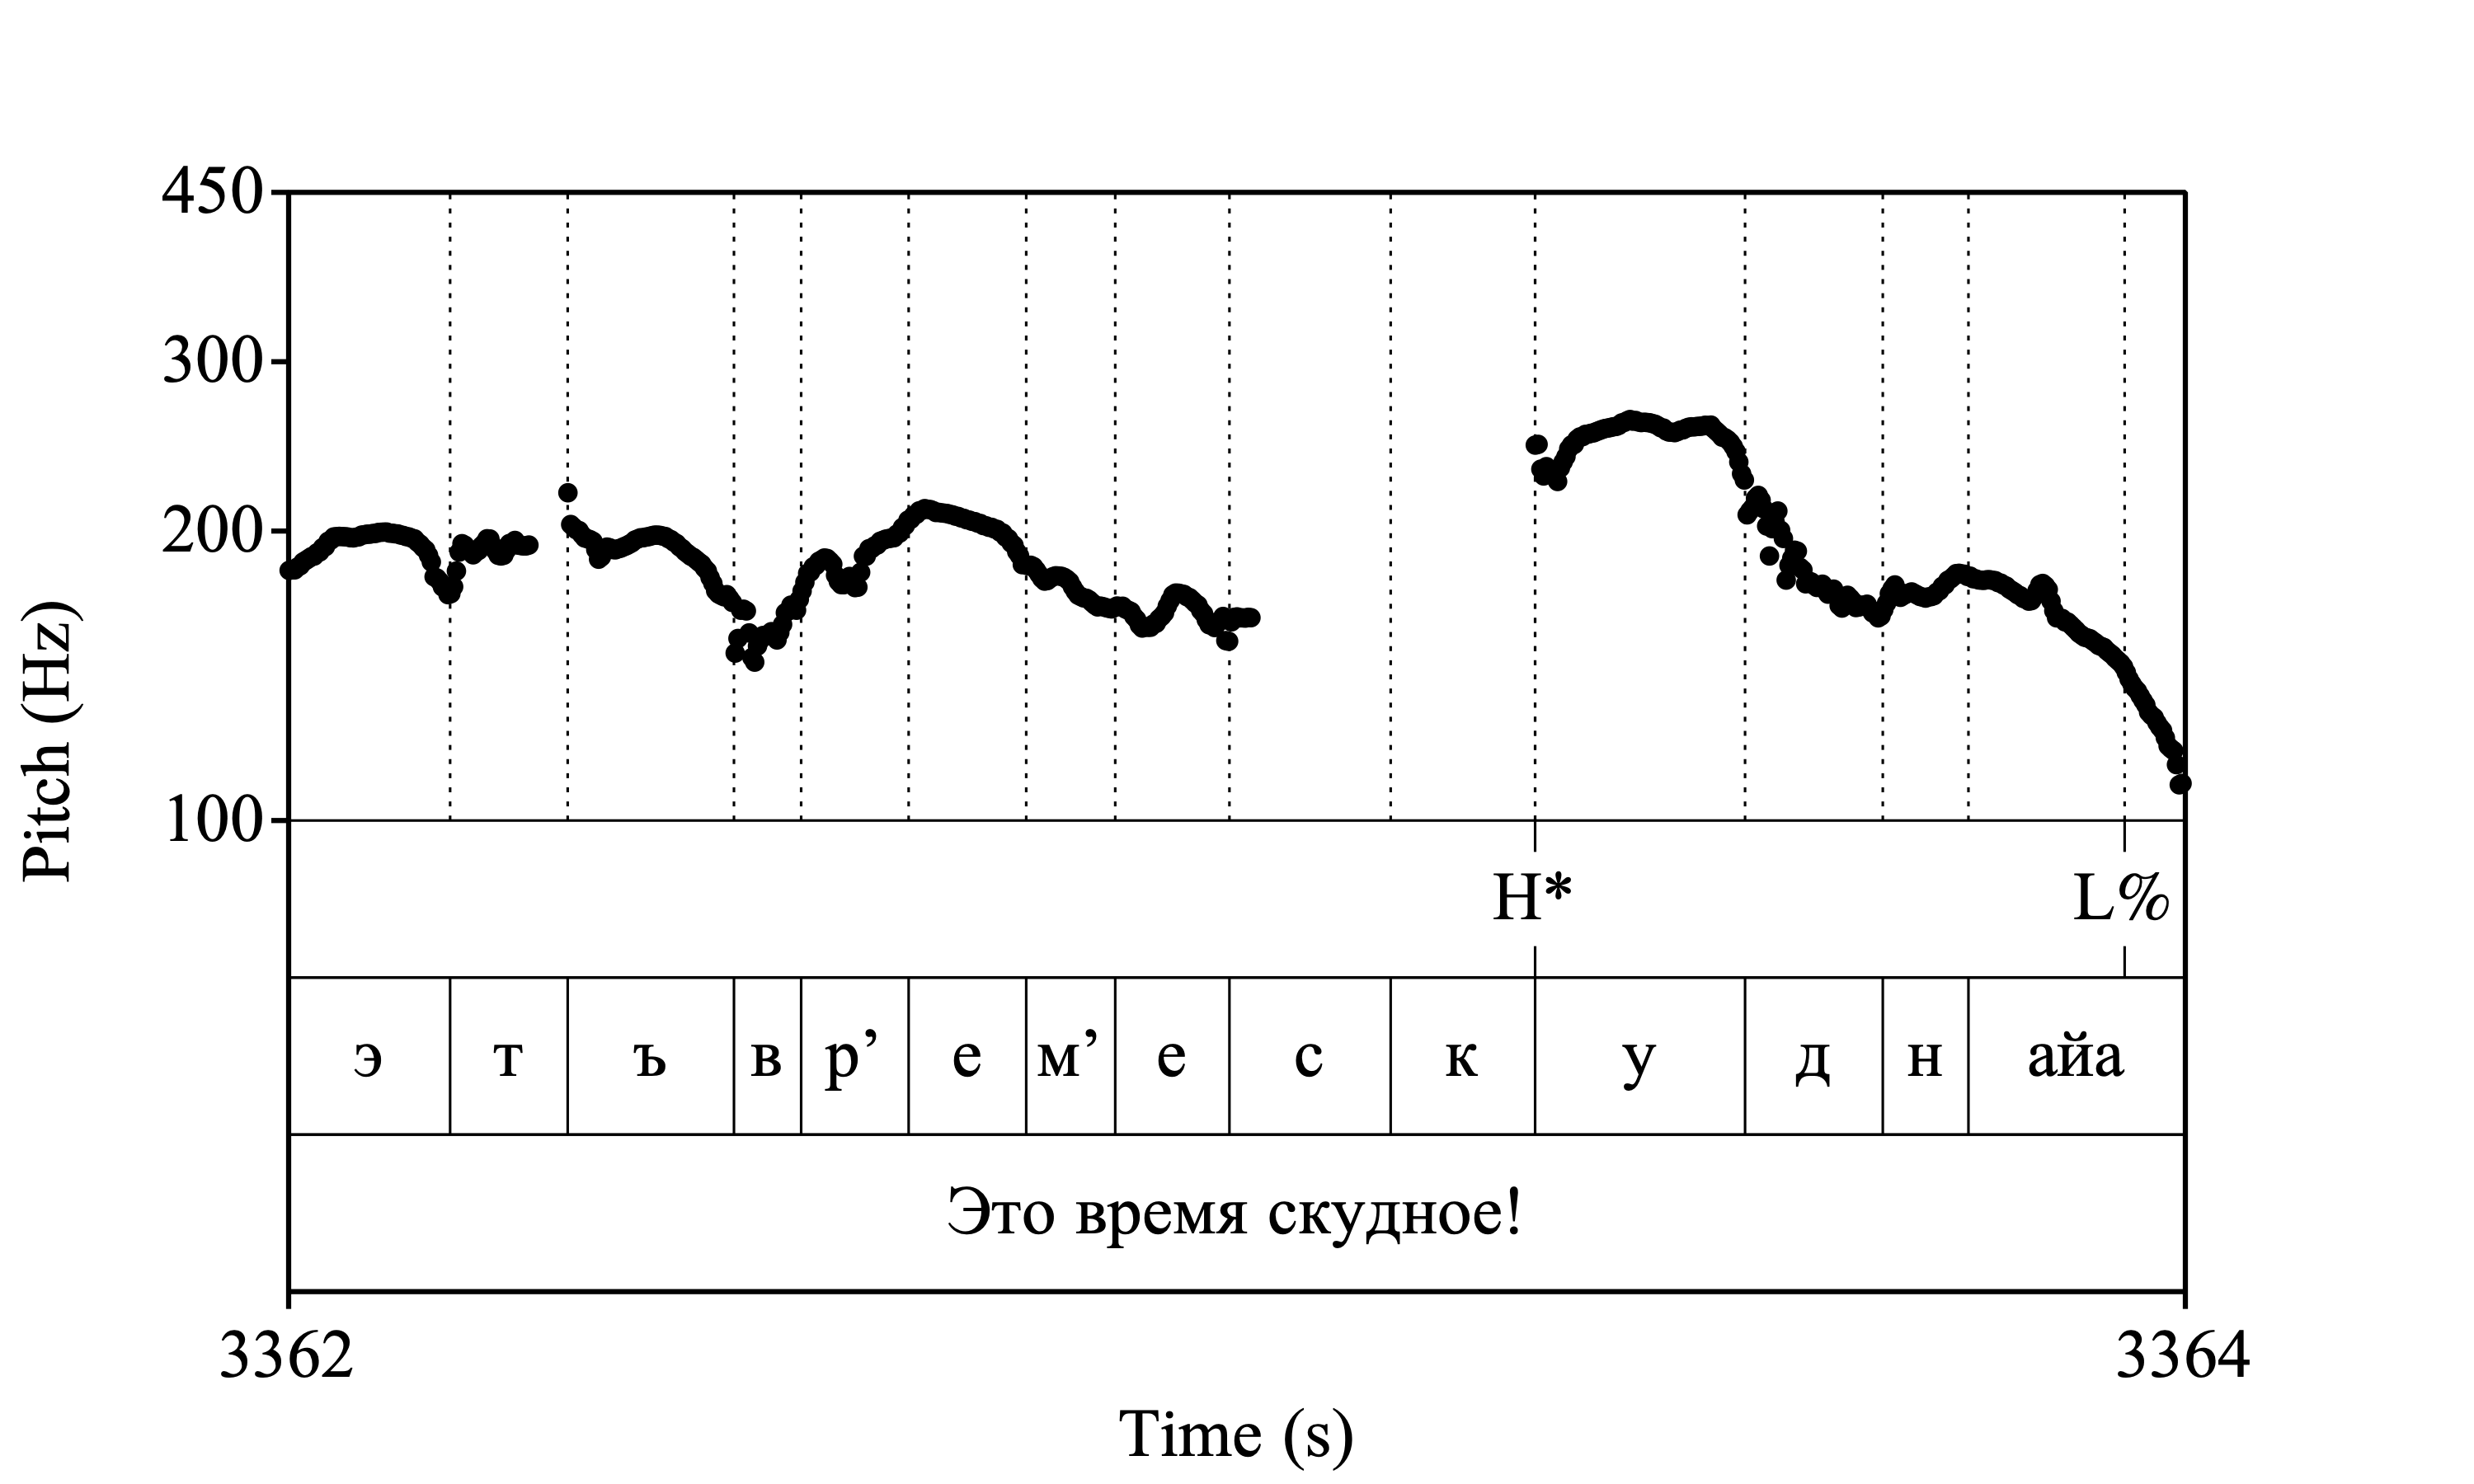 450
300
200
100
Pitch (Hz)
H* L%
э т ъ в р’ е м’ е с к у д н айа
Это время скудное!
3362 3364
Time (s)